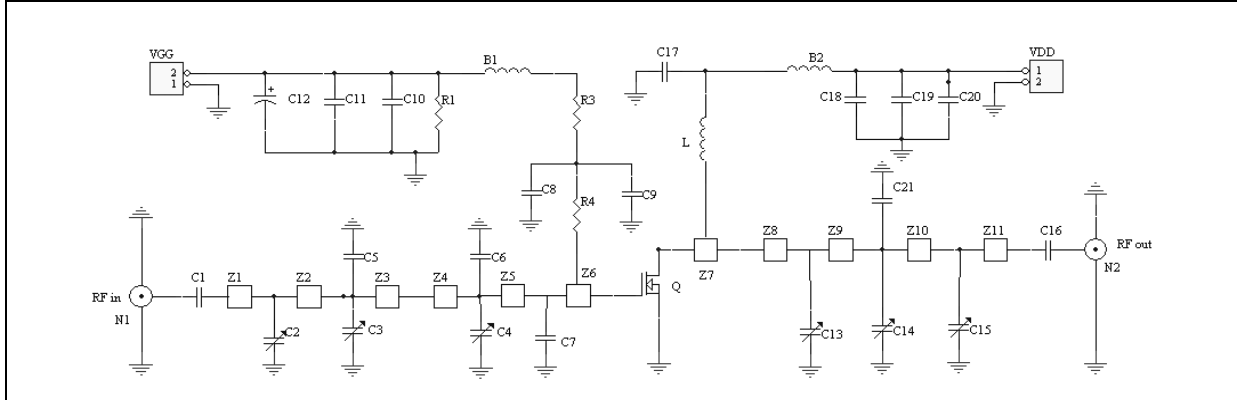 VGG
2
1
C12
+
C11
C10
R1
B1
R3
C8
C9
R4
C17
L
B2
C18
C19
C20
VDD
1
2
RF in
N1
C1
Z1
C2
Z2
C5
C3
Z3
Z4
C6
C4
Z5
C7
Z6
Q
Z7
Z8
C13
Z9
C21
C14
Z10
C15
Z11
C16
RF out
N2